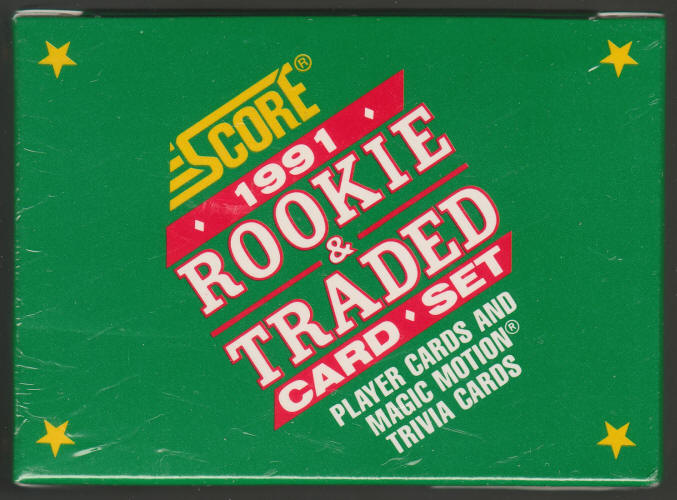 SCORE®
1991
ROOKIE
&
TRADED
CARD • SET
PLAYER CARDS AND
MAGIC MOTION®
TRIVIA CARDS